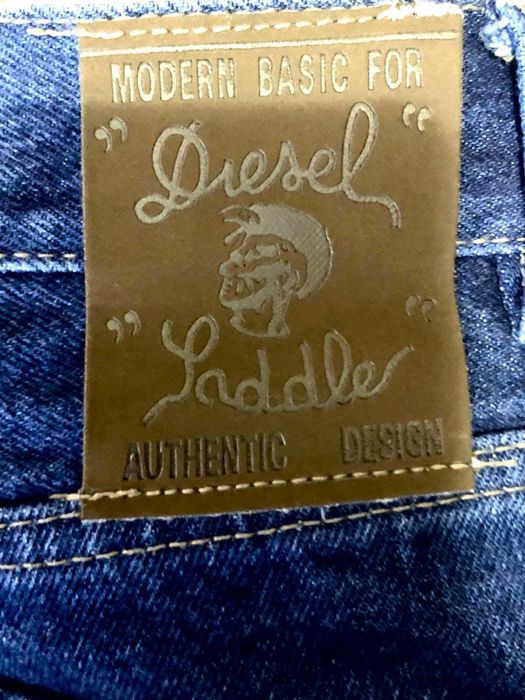 MODERN BASIC FOR
”Diesel“
”Saddle“
AUTHENTIC DESIGN